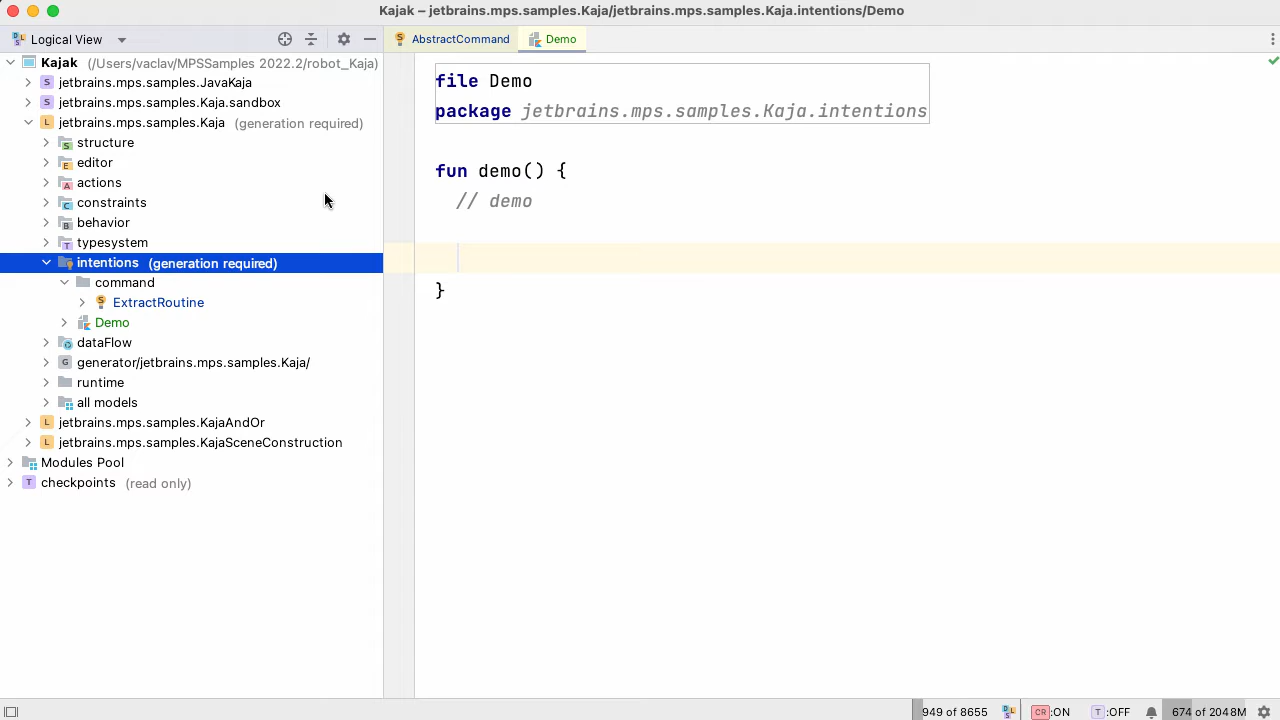 Kajak – jetbrains.mps.samples.Kaja/jetbrains.mps.samples.Kaja.intentions/Demo
Logical View
AbstractCommand
Demo
Kajak (/Users/vaclav/MPSSamples 2022.2/robot_Kaja)
jetbrains.mps.samples.JavaKaja
jetbrains.mps.samples.Kaja.sandbox
jetbrains.mps.samples.Kaja (generation required)
structure
editor
actions
constraints
behavior
typesystem
intentions (generation required)
command
ExtractRoutine
Demo
dataFlow
generator/jetbrains.mps.samples.Kaja/
runtime
all models
jetbrains.mps.samples.KajaAndOr
jetbrains.mps.samples.KajaSceneConstruction
Modules Pool
checkpoints (read only)
file Demo
package jetbrains.mps.samples.Kaja.intentions
fun demo() {
// demo
}
949 of 8655
CR:ON
T:OFF
674 of 2048M